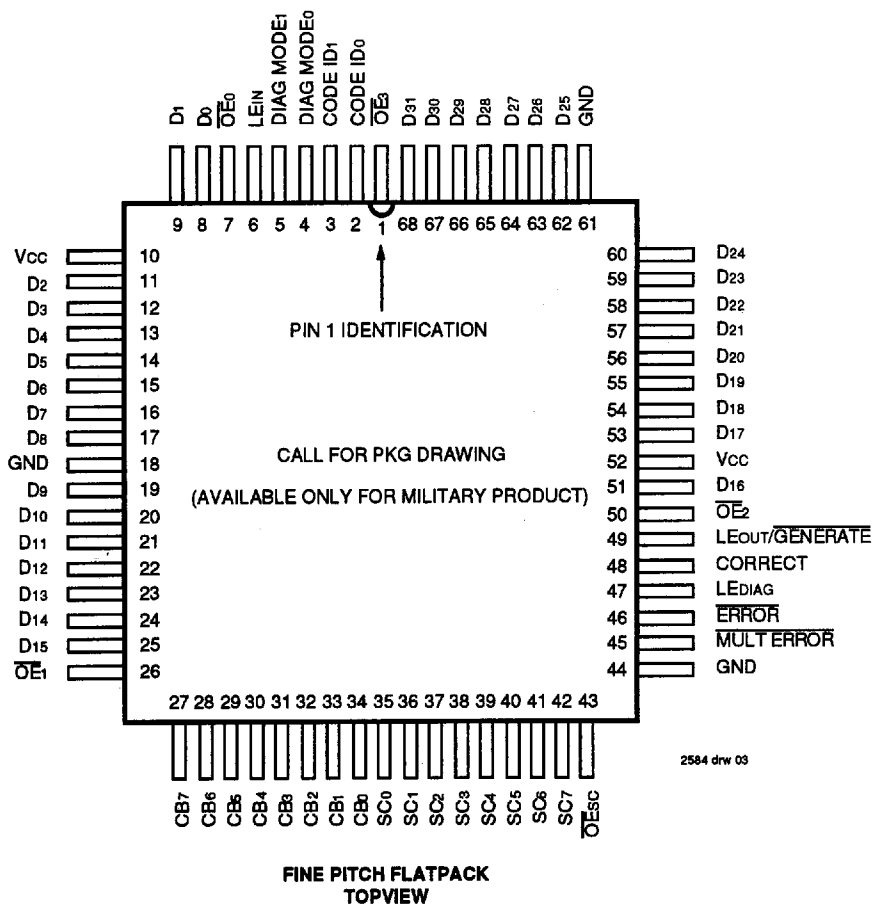 D1 D0 OE0 LEIN DIAG MODE1 DIAG MODE0 CODE ID1 CODE ID0 OE3 D31 D30 D29 D28 D27 D26 D25 GND
9 8 7 6 5 4 3 2 1 68 67 66 65 64 63 62 61
VCC 10
D2 11
D3 12
D4 13
D5 14
D6 15
D7 16
D8 17
GND 18
D9 19
D10 20
D11 21
D12 22
D13 23
D14 24
D15 25
OE1 26
PIN 1 IDENTIFICATION
CALL FOR PKG DRAWING
(AVAILABLE ONLY FOR MILITARY PRODUCT)
60 D24
59 D23
58 D22
57 D21
56 D20
55 D19
54 D18
53 D17
52 VCC
51 D16
50 OE2
49 LEOUT/GENERATE
48 CORRECT
47 LEDIAG
46 ERROR
45 MULT ERROR
44 GND
27 28 29 30 31 32 33 34 35 36 37 38 39 40 41 42 43
CB7 CB6 CB5 CB4 CB3 CB2 CB1 CB0 SC0 SC1 SC2 SC3 SC4 SC5 SC6 SC7 OESC
2584 drw 03
FINE PITCH FLATPACK
TOPVIEW